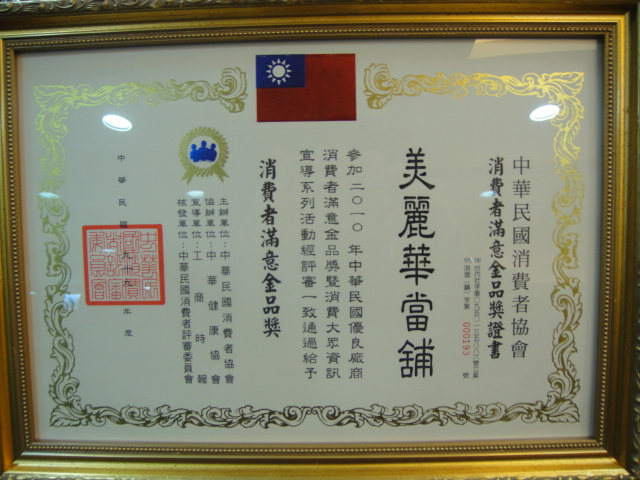 中華民國消費者協會
消費者滿意金品獎證書
000193 號
美麗華當舖
參加二〇一〇年中華民國優良廠商
消費者滿意金品獎暨消費大眾資訊
宣導系列活動經評審一致通過給予
消費者滿意金品獎
主辦單位：中華民國消費者協會
協辦單位：中華健康協會
宣導單位：工商時報
核發單位：中華民國消費者評審委員會
中華民國九十九年度